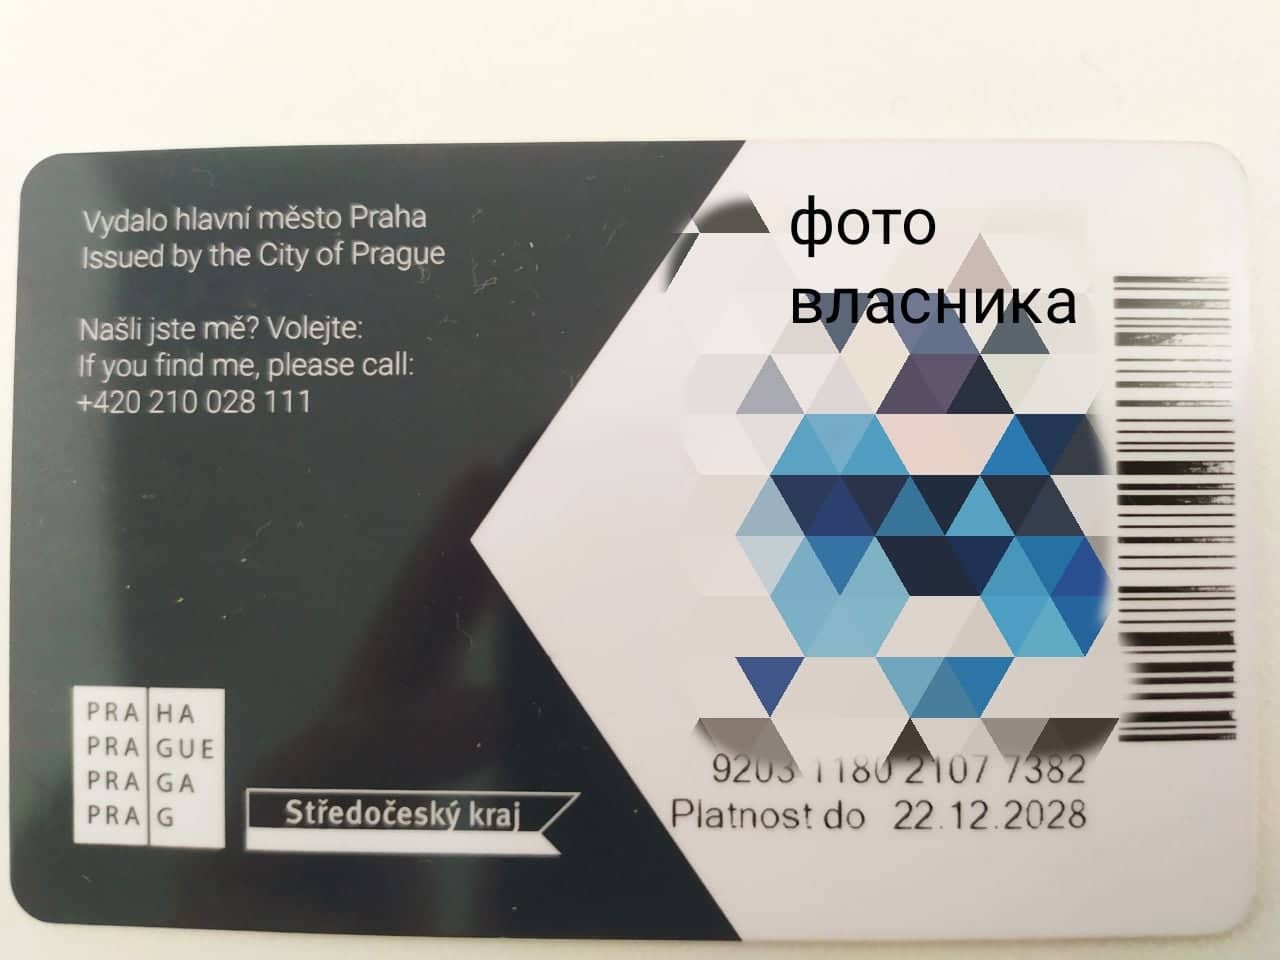 Vydalo hlavní město Praha
Issued by the City of Prague
Našli jste mě? Volejte:
If you find me, please call:
+420 210 028 111
фото
власника
PRA HA
PRA GUE
PRA GA
PRA G
Středočeský kraj
9203 1180 2107 7382
Platnost do 22.12.2028